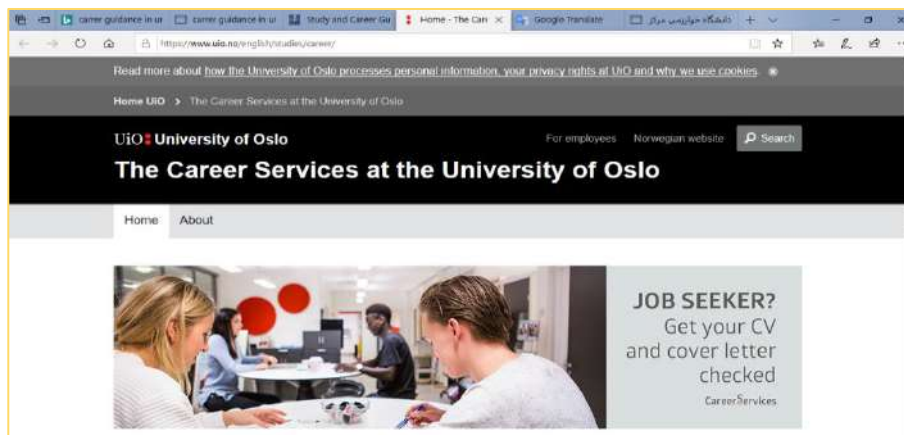 carrer guidance in ur
carrer guidance in ur
Study and Career Gu
Home - The Cari
Google Translate
دانشگاه خوارزمی مرکز
https://www.uio.no/english/studies/career/
Read more about how the University of Oslo processes personal information, your privacy rights at UiO and why we use cookies.
Home UiO > The Career Services at the University of Oslo
UiO University of Oslo
For employees Norwegian website Search
The Career Services at the University of Oslo
Home About
JOB SEEKER?
Get your CV
and cover letter
checked
CareerServices